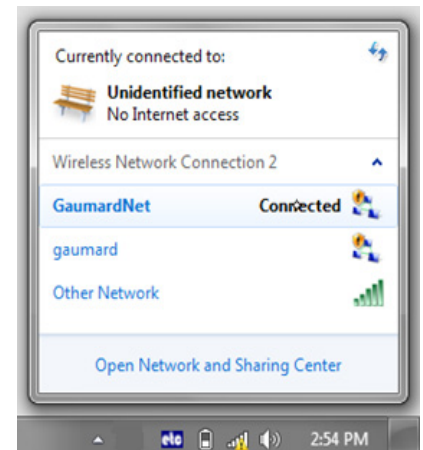 Currently connected to:
Unidentified network
No Internet access
Wireless Network Connection 2
GaumardNet Connected
gaumard
Other Network
Open Network and Sharing Center
elo 2:54 PM